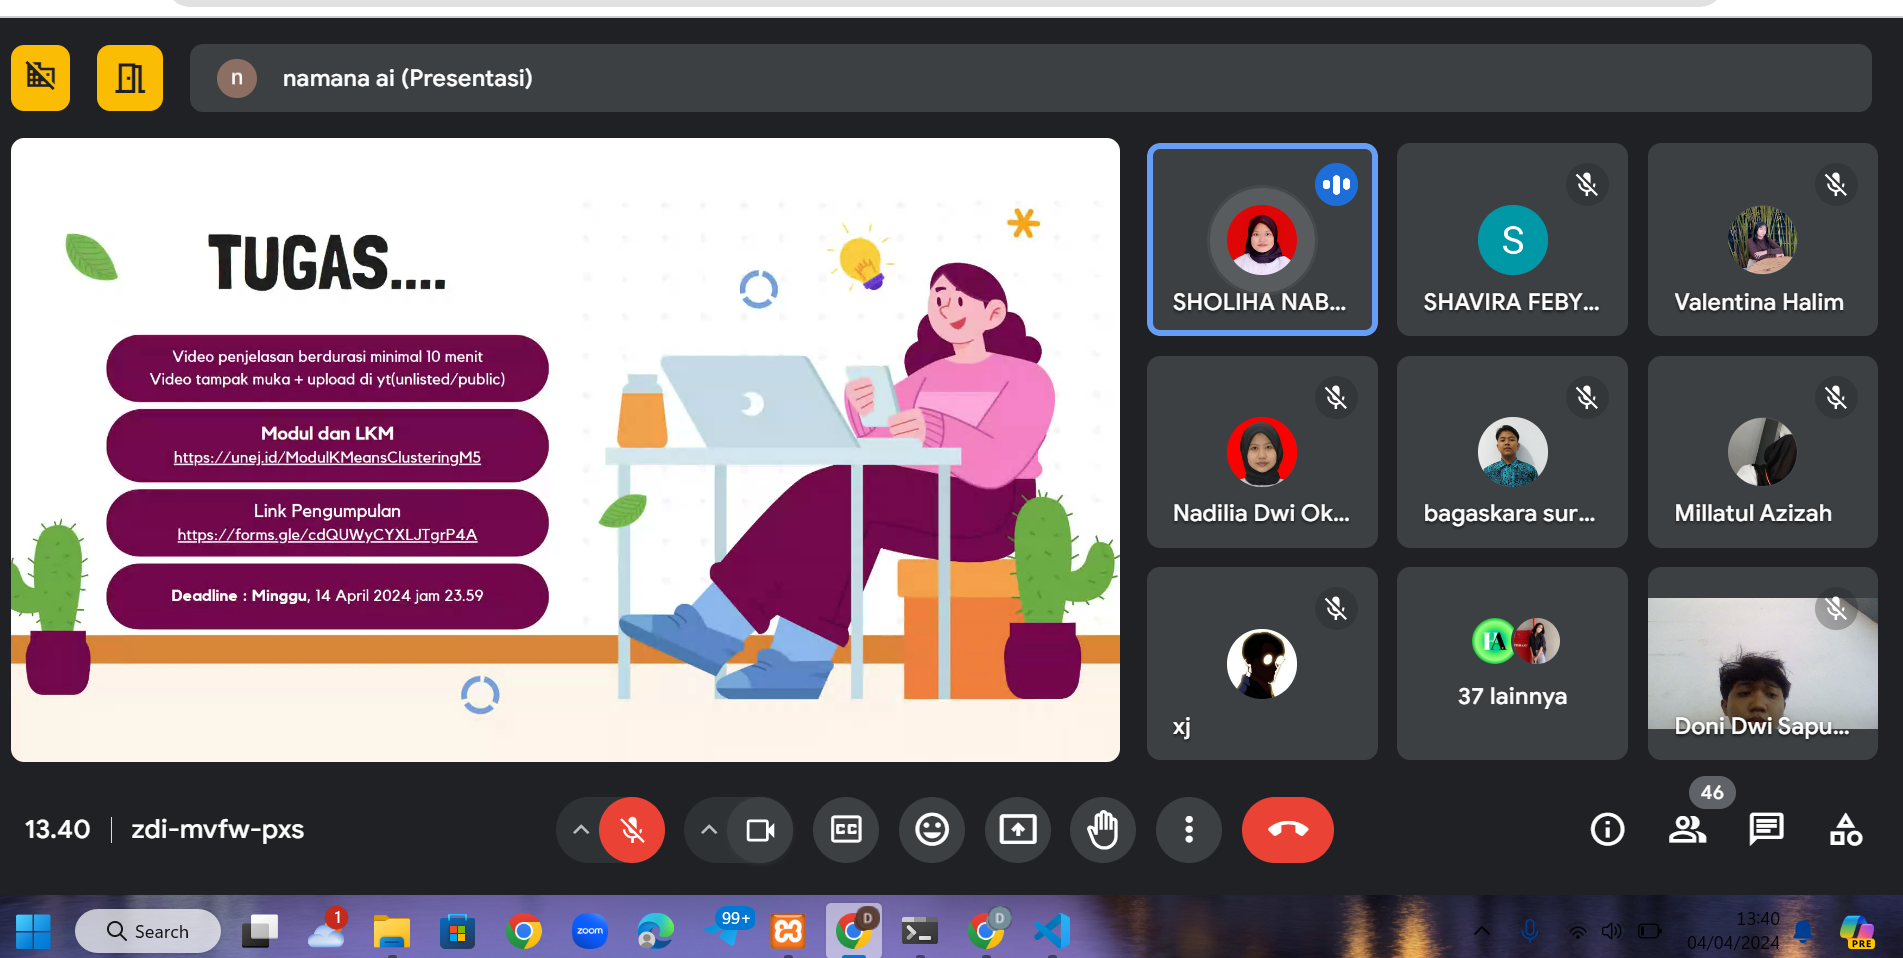 n
namana ai (Presentasi)
TUGAS....
Video penjelasan berdurasi minimal 10 menit
Video tampak muka + upload di yt(unlisted/public)
Modul dan LKM
https://unej.id/ModulKMeansClusteringM5
Link Pengumpulan
https://forms.gle/cdQUWyCYXLJTgrP4A
Deadline : Minggu, 14 April 2024 jam 23.59
SHOLIHA NAB...
S
SHAVIRA FEBY...
Valentina Halim
Nadilia Dwi Ok...
bagaskara sur...
Millatul Azizah
xj
HA
37 lainnya
Doni Dwi Sapu...
13.40
zdi-mvfw-pxs
CC
46
Search
1
zoom
99+
D
D
13:40
04/04/2024
PRE